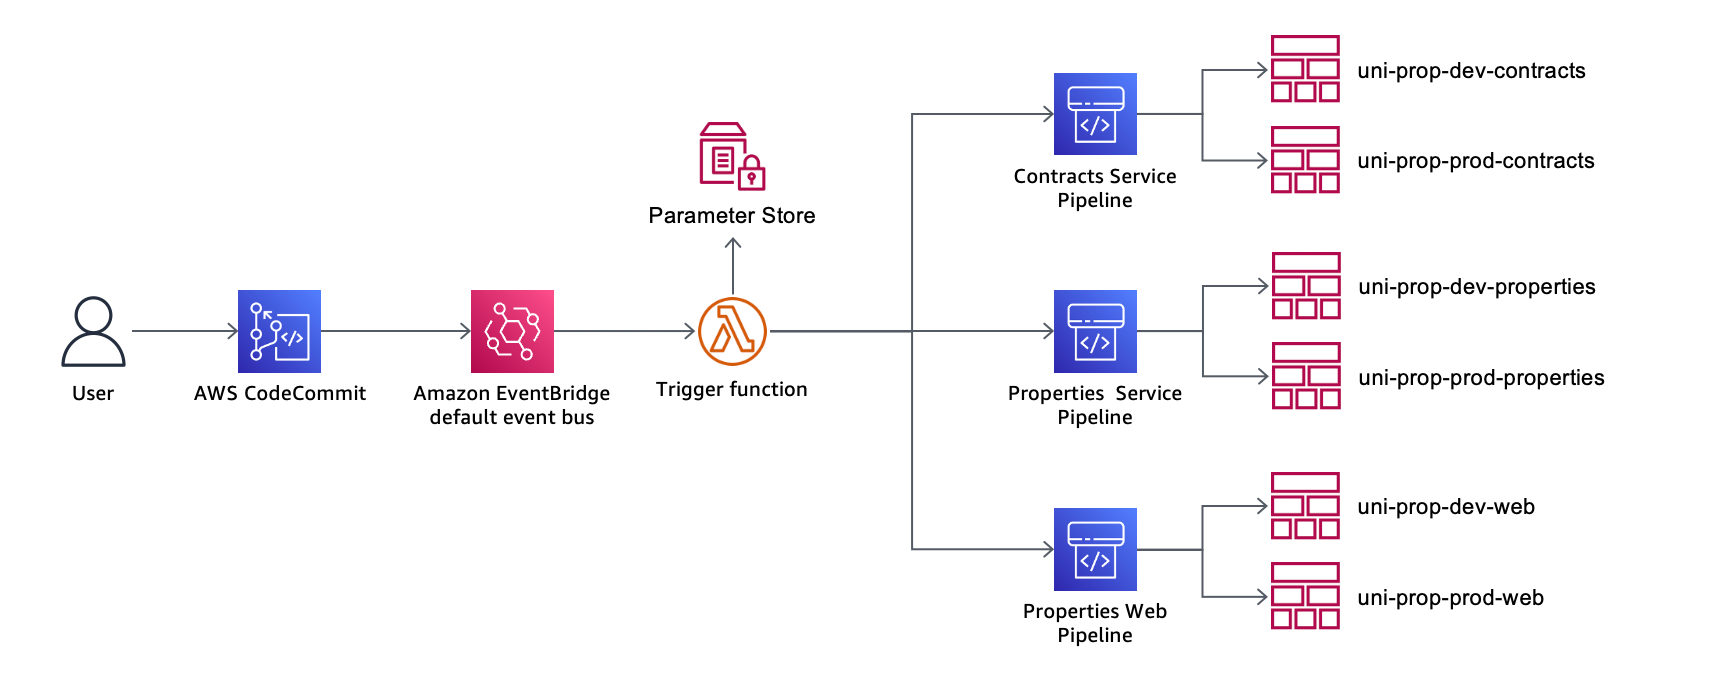 User
AWS CodeCommit
Amazon EventBridge
default event bus
Parameter Store
Trigger function
Contracts Service
Pipeline
uni-prop-dev-contracts
uni-prop-prod-contracts
Properties  Service
Pipeline
uni-prop-dev-properties
uni-prop-prod-properties
Properties Web
Pipeline
uni-prop-dev-web
uni-prop-prod-web